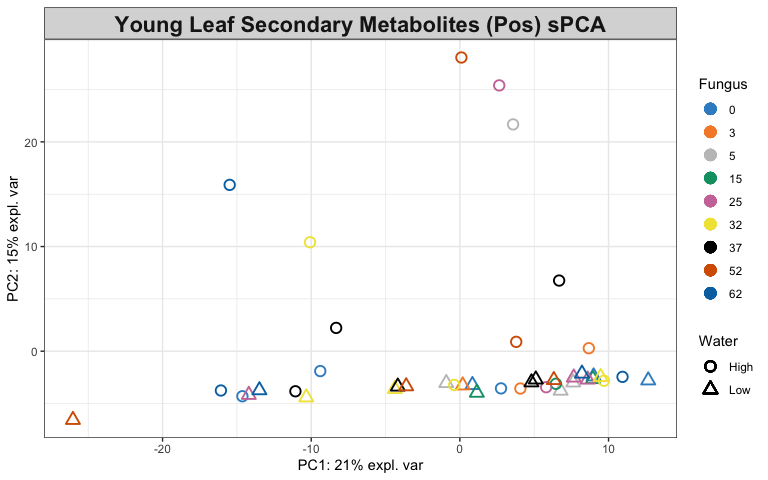 Young Leaf Secondary Metabolites (Pos) sPCA
PC2: 15% expl. var
20
10
0
-20
-10
0
10
PC1: 21% expl. var
Fungus
0
3
5
15
25
32
37
52
62
Water
High
Low